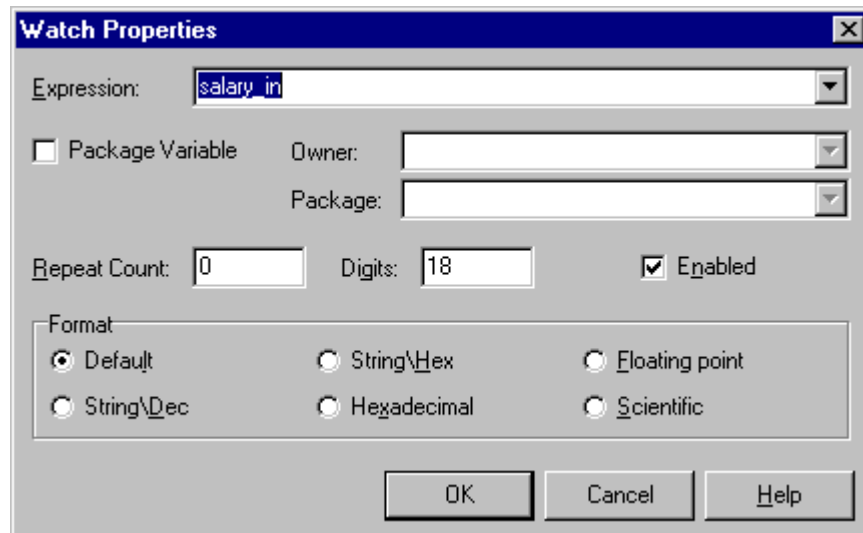 Watch Properties
Expression: salary_in
Package Variable Owner:
Package:
Repeat Count: 0 Digits: 18 Enabled
Format
Default String\Hex Floating point
String\Dec Hexadecimal Scientific
OK Cancel Help